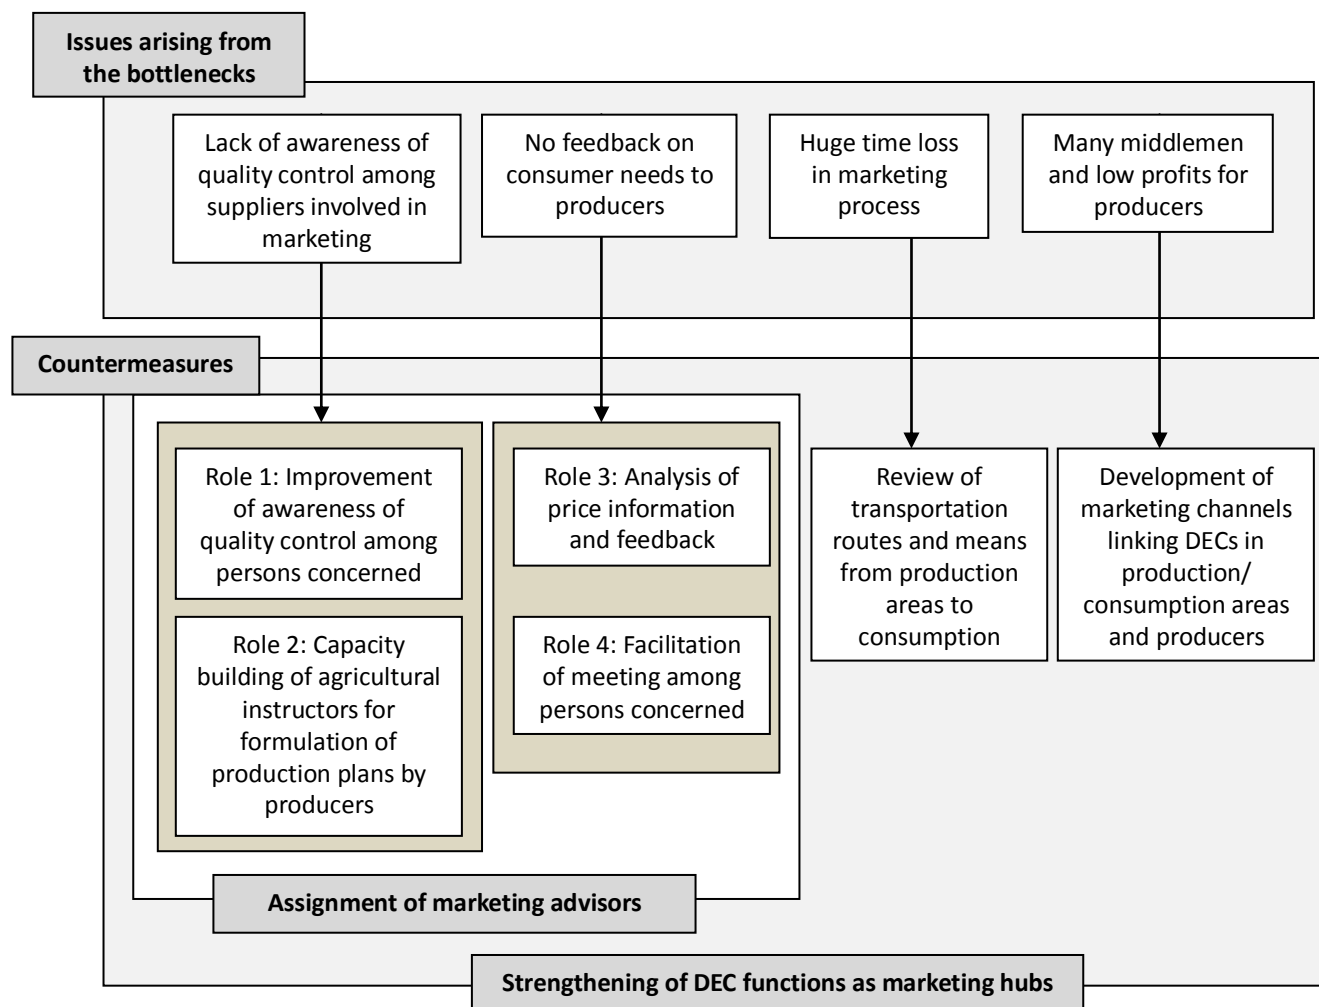 Issues arising from
the bottlenecks
Lack of awareness of
quality control among
suppliers involved in
marketing
No feedback on
consumer needs to
producers
Huge time loss
in marketing
process
Many middlemen
and low profits for
producers
Countermeasures
Role 1: Improvement
of awareness of
quality control among
persons concerned
Role 2: Capacity
building of agricultural
instructors for
formulation of
production plans by
producers
Role 3: Analysis of
price information
and feedback
Role 4: Facilitation
of meeting among
persons concerned
Review of
transportation
routes and means
from production
areas to
consumption
Development of
marketing channels
linking DECs in
production/
consumption areas
and producers
Assignment of marketing advisors
Strengthening of DEC functions as marketing hubs